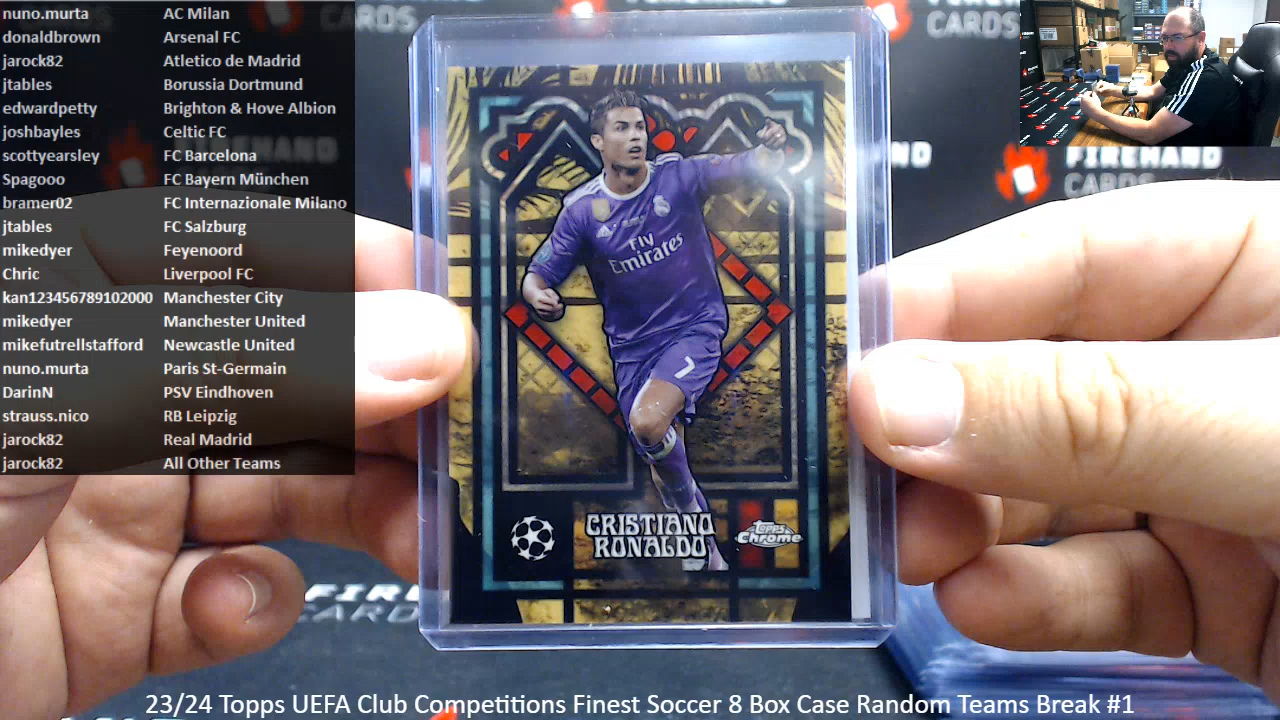 nuno.murta AC Milan
donaldbrown Arsenal FC
jarock82 Atletico de Madrid
jtables Borussia Dortmund
edwardpetty Brighton & Hove Albion
joshbayles Celtic FC
scottyearsley FC Barcelona
Spagooo FC Bayern München
bramer02 FC Internazionale Milano
jtables FC Salzburg
mikedyer Feyenoord
Chric Liverpool FC
kan123456789102000 Manchester City
mikedyer Manchester United
mikefutrellstafford Newcastle United
nuno.murta Paris St-Germain
DarinN PSV Eindhoven
strauss.nico RB Leipzig
jarock82 Real Madrid
jarock82 All Other Teams
CARDS
FIREHAND
CARDS
Fly
Emirates
7
CRISTIANO
RONALDO
Topps
Chrome
23/24 Topps UEFA Club Competitions Finest Soccer 8 Box Case Random Teams Break #1